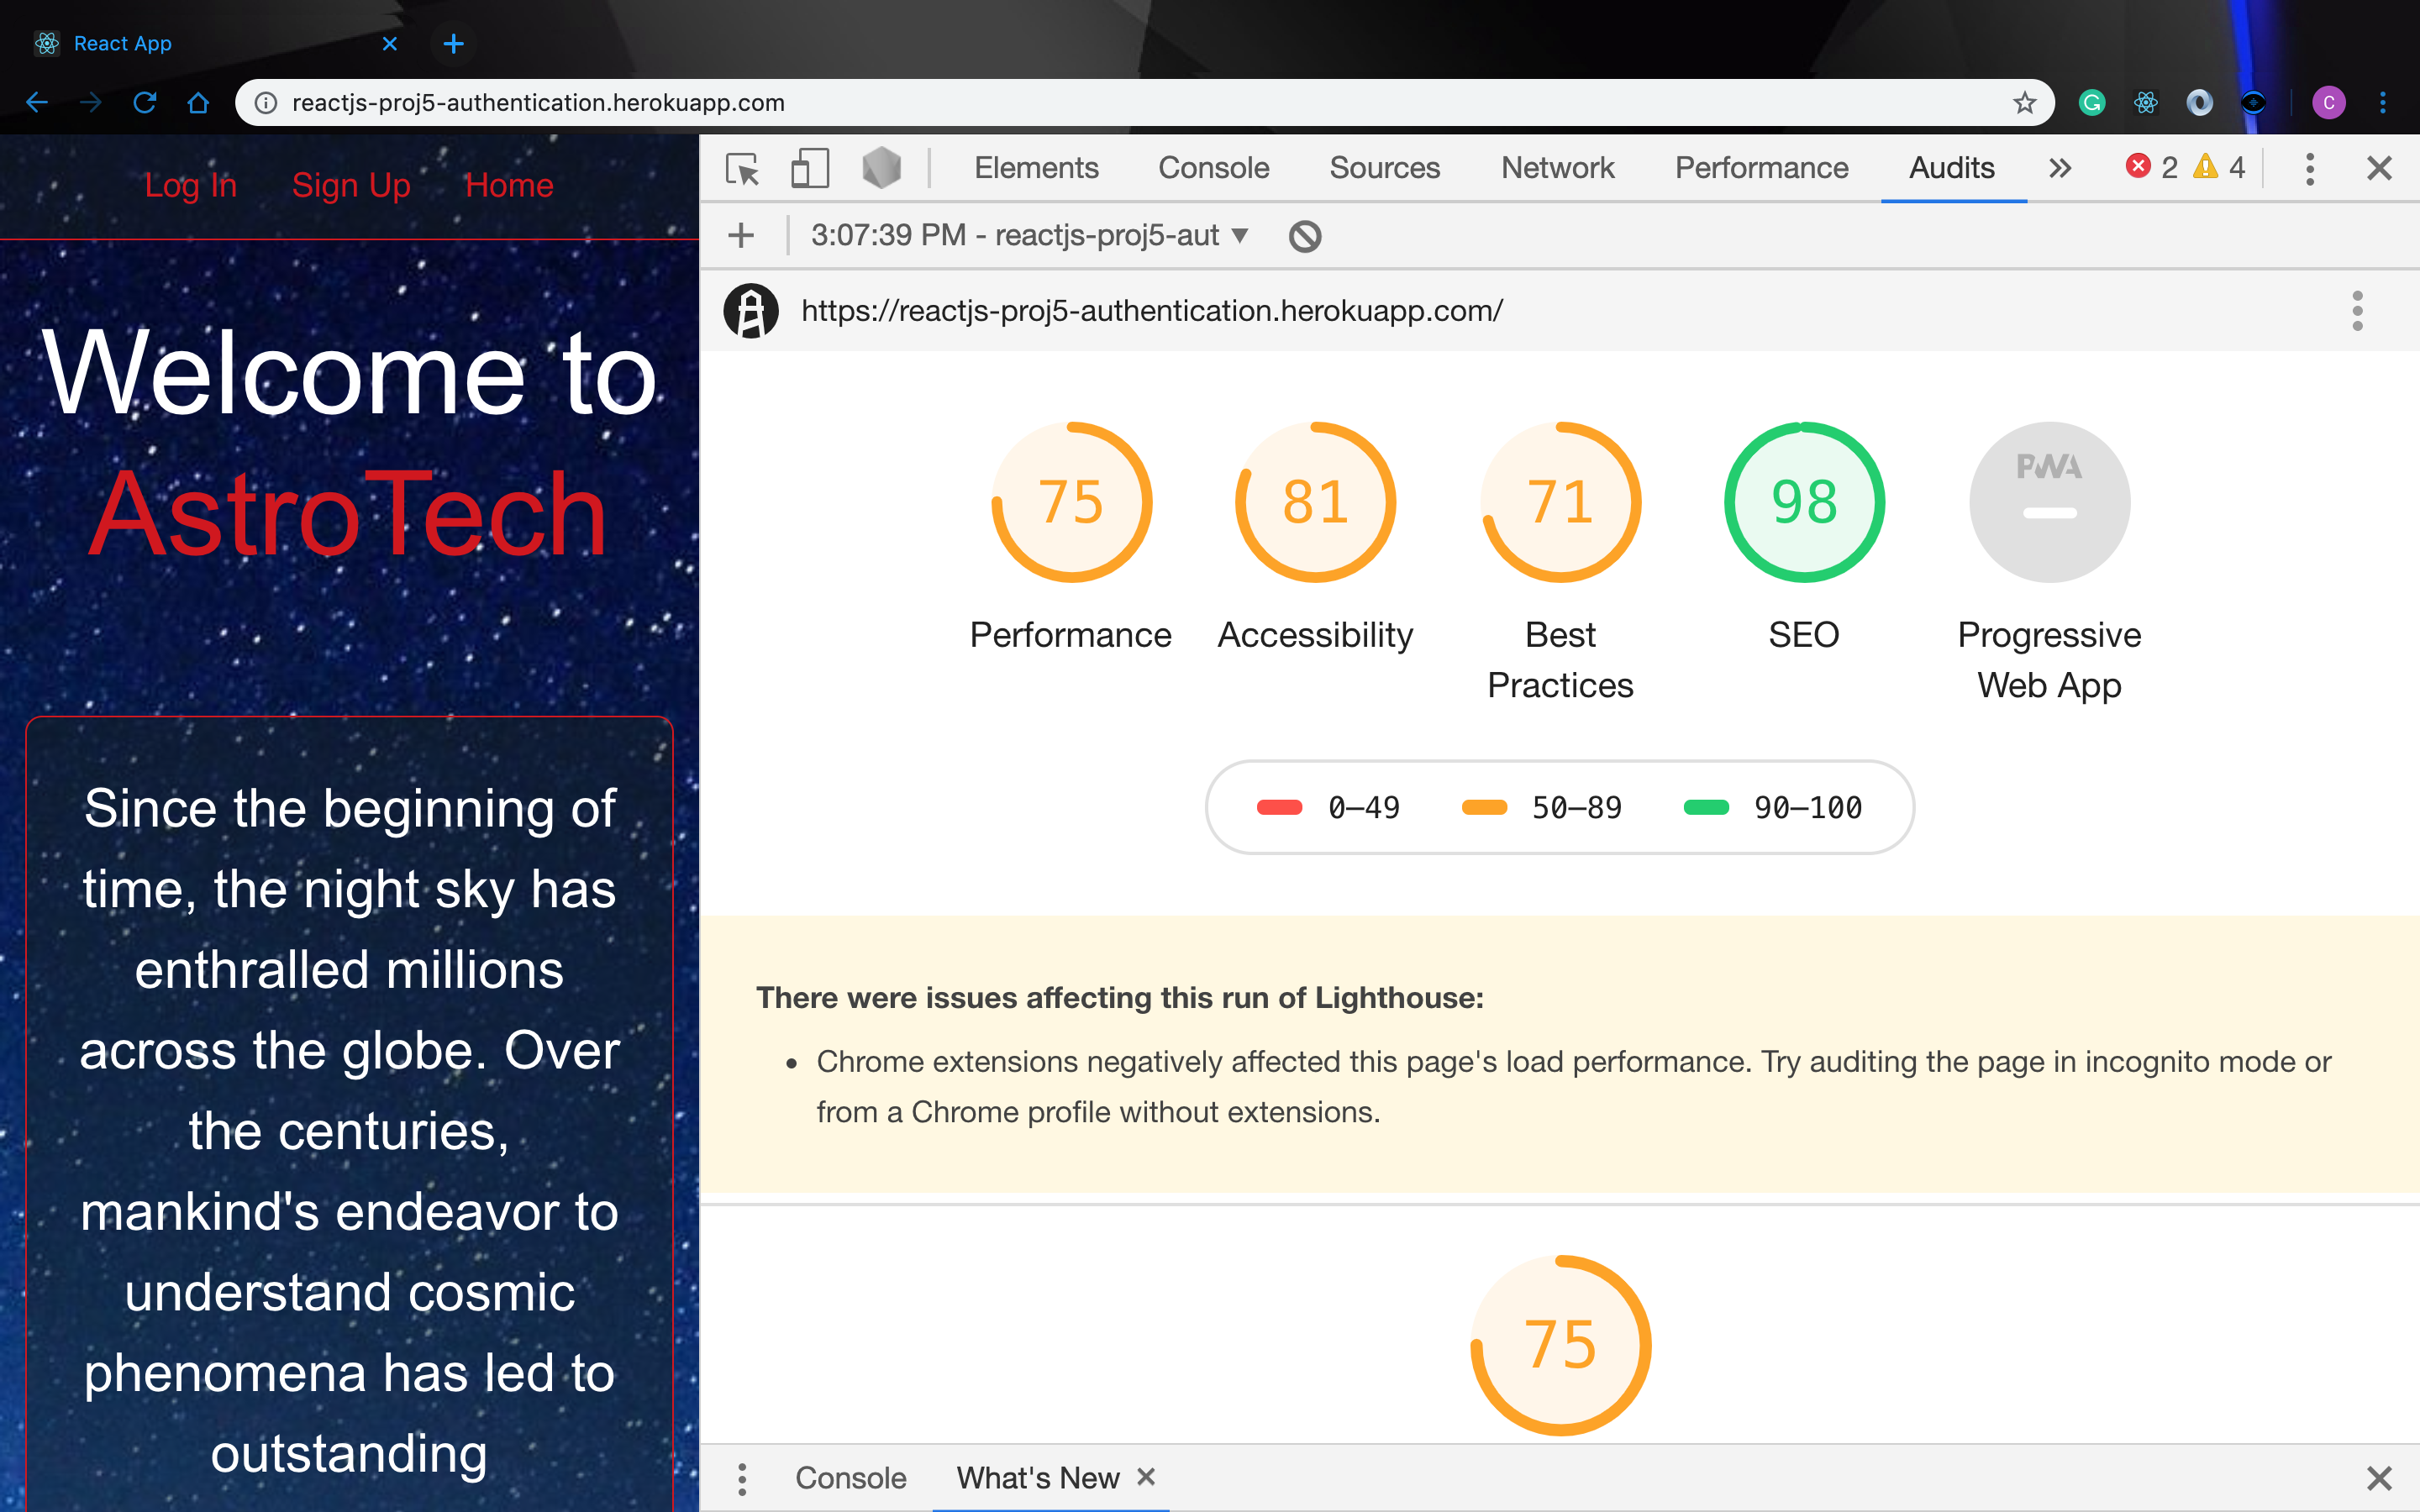 React App
reactjs-proj5-authentication.herokuapp.com
C
Log In Sign Up Home
Welcome to
AstroTech
Since the beginning of
time, the night sky has
enthralled millions
across the globe. Over
the centuries,
mankind's endeavor to
understand cosmic
phenomena has led to
outstanding
Elements Console Sources Network Performance Audits 2 4
3:07:39 PM - reactjs-proj5-aut
https://reactjs-proj5-authentication.herokuapp.com/
75 81 71 98 PWA
Performance Accessibility Best Practices SEO Progressive Web App
0–49 50–89 90–100
There were issues affecting this run of Lighthouse:
Chrome extensions negatively affected this page's load performance. Try auditing the page in incognito mode or
from a Chrome profile without extensions.
75
Console What's New